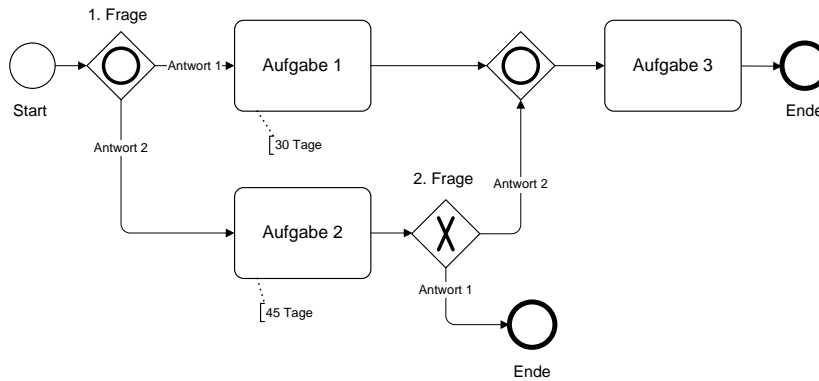 1. Frage
Antwort 1
Aufgabe 1
Aufgabe 3
Start
Ende
30 Tage
Antwort 2
2. Frage
Antwort 2
Aufgabe 2
Antwort 1
45 Tage
Ende